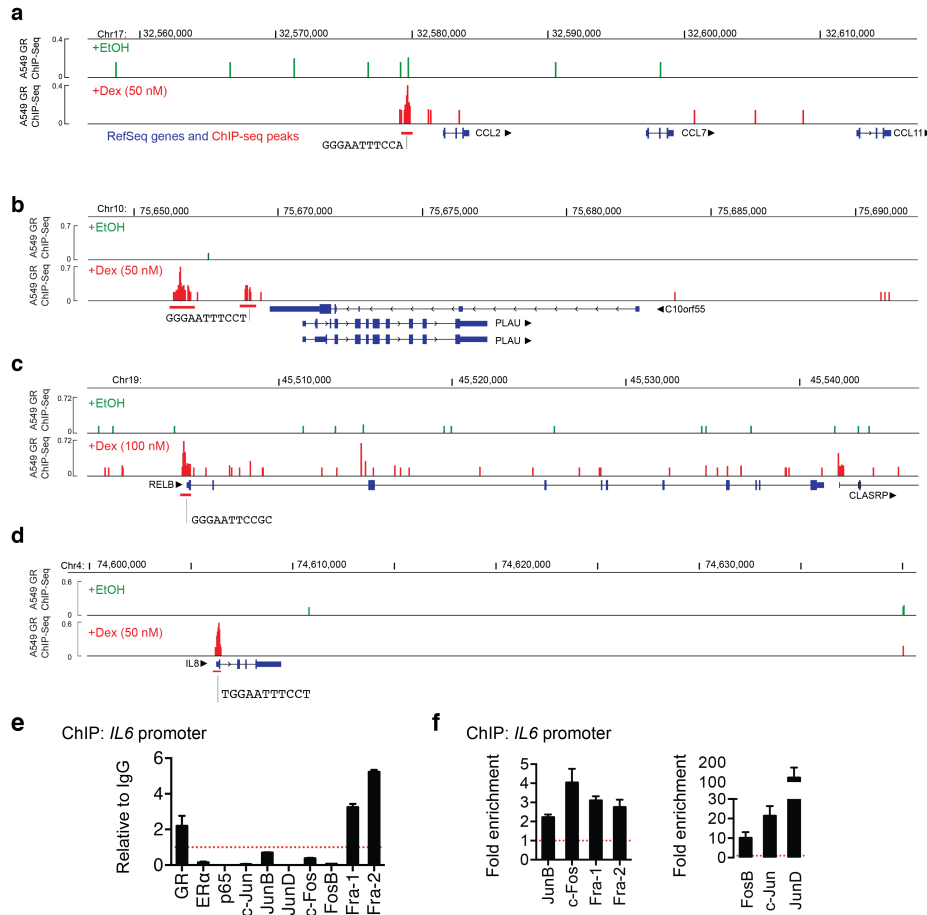 a
Chr17:
32,560,000
32,570,000
32,580,000
32,590,000
32,600,000
32,610,000
A549 GR
ChIP-Seq
0.4
0
+EtOH
A549 GR
ChIP-Seq
0.4
0
+Dex (50 nM)
RefSeq genes and ChIP-seq peaks
CCL2
CCL7
CCL11
GGGAATTTCCA
b
Chr10:
75,650,000
75,670,000
75,675,000
75,680,000
75,685,000
75,690,000
A549 GR
ChIP-Seq
0.7
0
+EtOH
A549 GR
ChIP-Seq
0.7
0
+Dex (50 nM)
GGGAATTTCCT
C10orf55
PLAU
PLAU
c
Chr19:
45,510,000
45,520,000
45,530,000
45,540,000
A549 GR
ChIP-Seq
0.72
0
+EtOH
A549 GR
ChIP-Seq
0.72
0
+Dex (100 nM)
RELB
CLASRP
GGGAATTCCGC
d
Chr4:
74,600,000
74,610,000
74,620,000
74,630,000
A549 GR
ChIP-Seq
0.6
0
+EtOH
A549 GR
ChIP-Seq
0.6
0
+Dex (50 nM)
IL8
TGGAATTTCCT
e
ChIP: IL6 promoter
Relative to IgG
6
4
2
0
GR
ERα
p65
c-Jun
JunB
JunD
c-Fos
FosB
Fra-1
Fra-2
f
ChIP: IL6 promoter
Fold enrichment
5
4
3
2
1
0
JunB
c-Fos
Fra-1
Fra-2
Fold enrichment
200
100
30
20
10
0
FosB
c-Jun
JunD